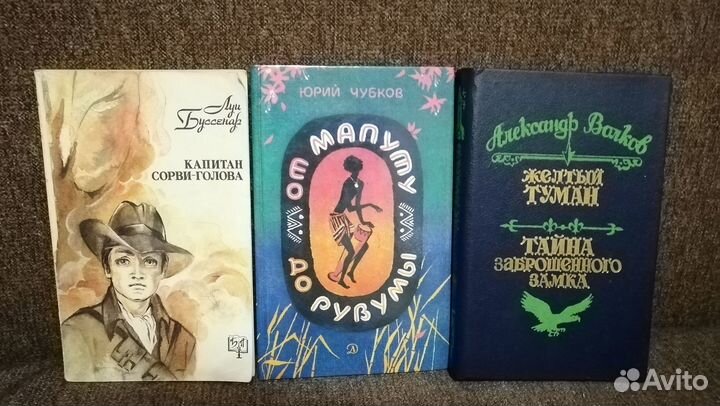 Луи
Буссенар
КАПИТАН
СОРВИ-ГОЛОВА
ЮРИЙ ЧУБКОВ
ОТ МАПУТУ
ДО РУВУМЫ
Александр Волков
ЖЕЛТЫЙ
ТУМАН
ТАЙНА
ЗАБРОШЕННОГО
ЗАМКА
Avito